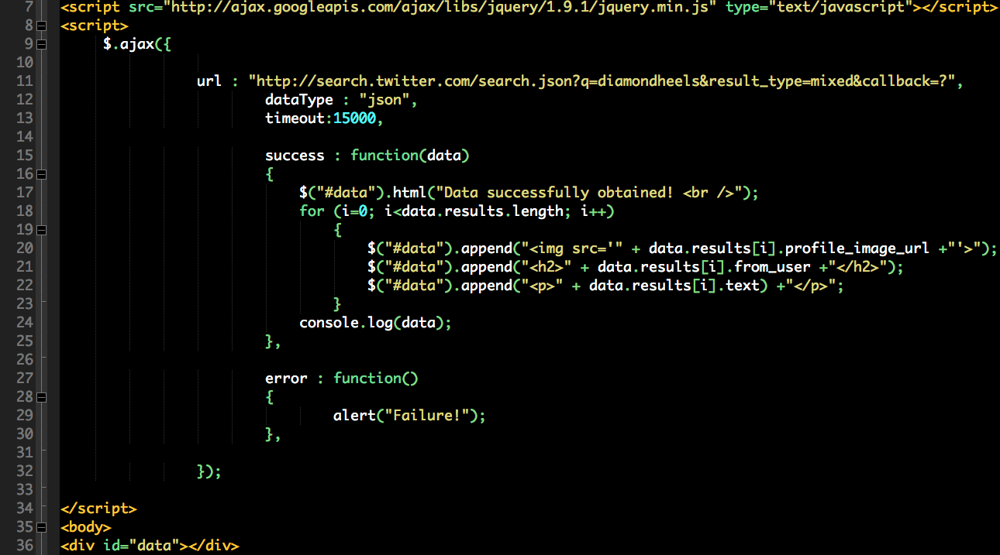 7 <script src="http://ajax.googleapis.com/ajax/libs/jquery/1.9.1/jquery.min.js" type="text/javascript"></script>
8 <script>
9 $.ajax({
10
11 url : "http://search.twitter.com/search.json?q=diamondheels&result_type=mixed&callback=?",
12 dataType : "json",
13 timeout:15000,
14
15 success : function(data)
16 {
17 $("#data").html("Data successfully obtained! <br />");
18 for (i=0; i<data.results.length; i++)
19 {
20 $("#data").append("<img src='" + data.results[i].profile_image_url +"'>");
21 $("#data").append("<h2>" + data.results[i].from_user +"</h2>");
22 $("#data").append("<p>" + data.results[i].text) +"</p>";
23 }
24 console.log(data);
25 },
26
27 error : function()
28 {
29 alert("Failure!");
30 },
31
32 });
33
34 </script>
35 <body>
36 <div id="data"></div>